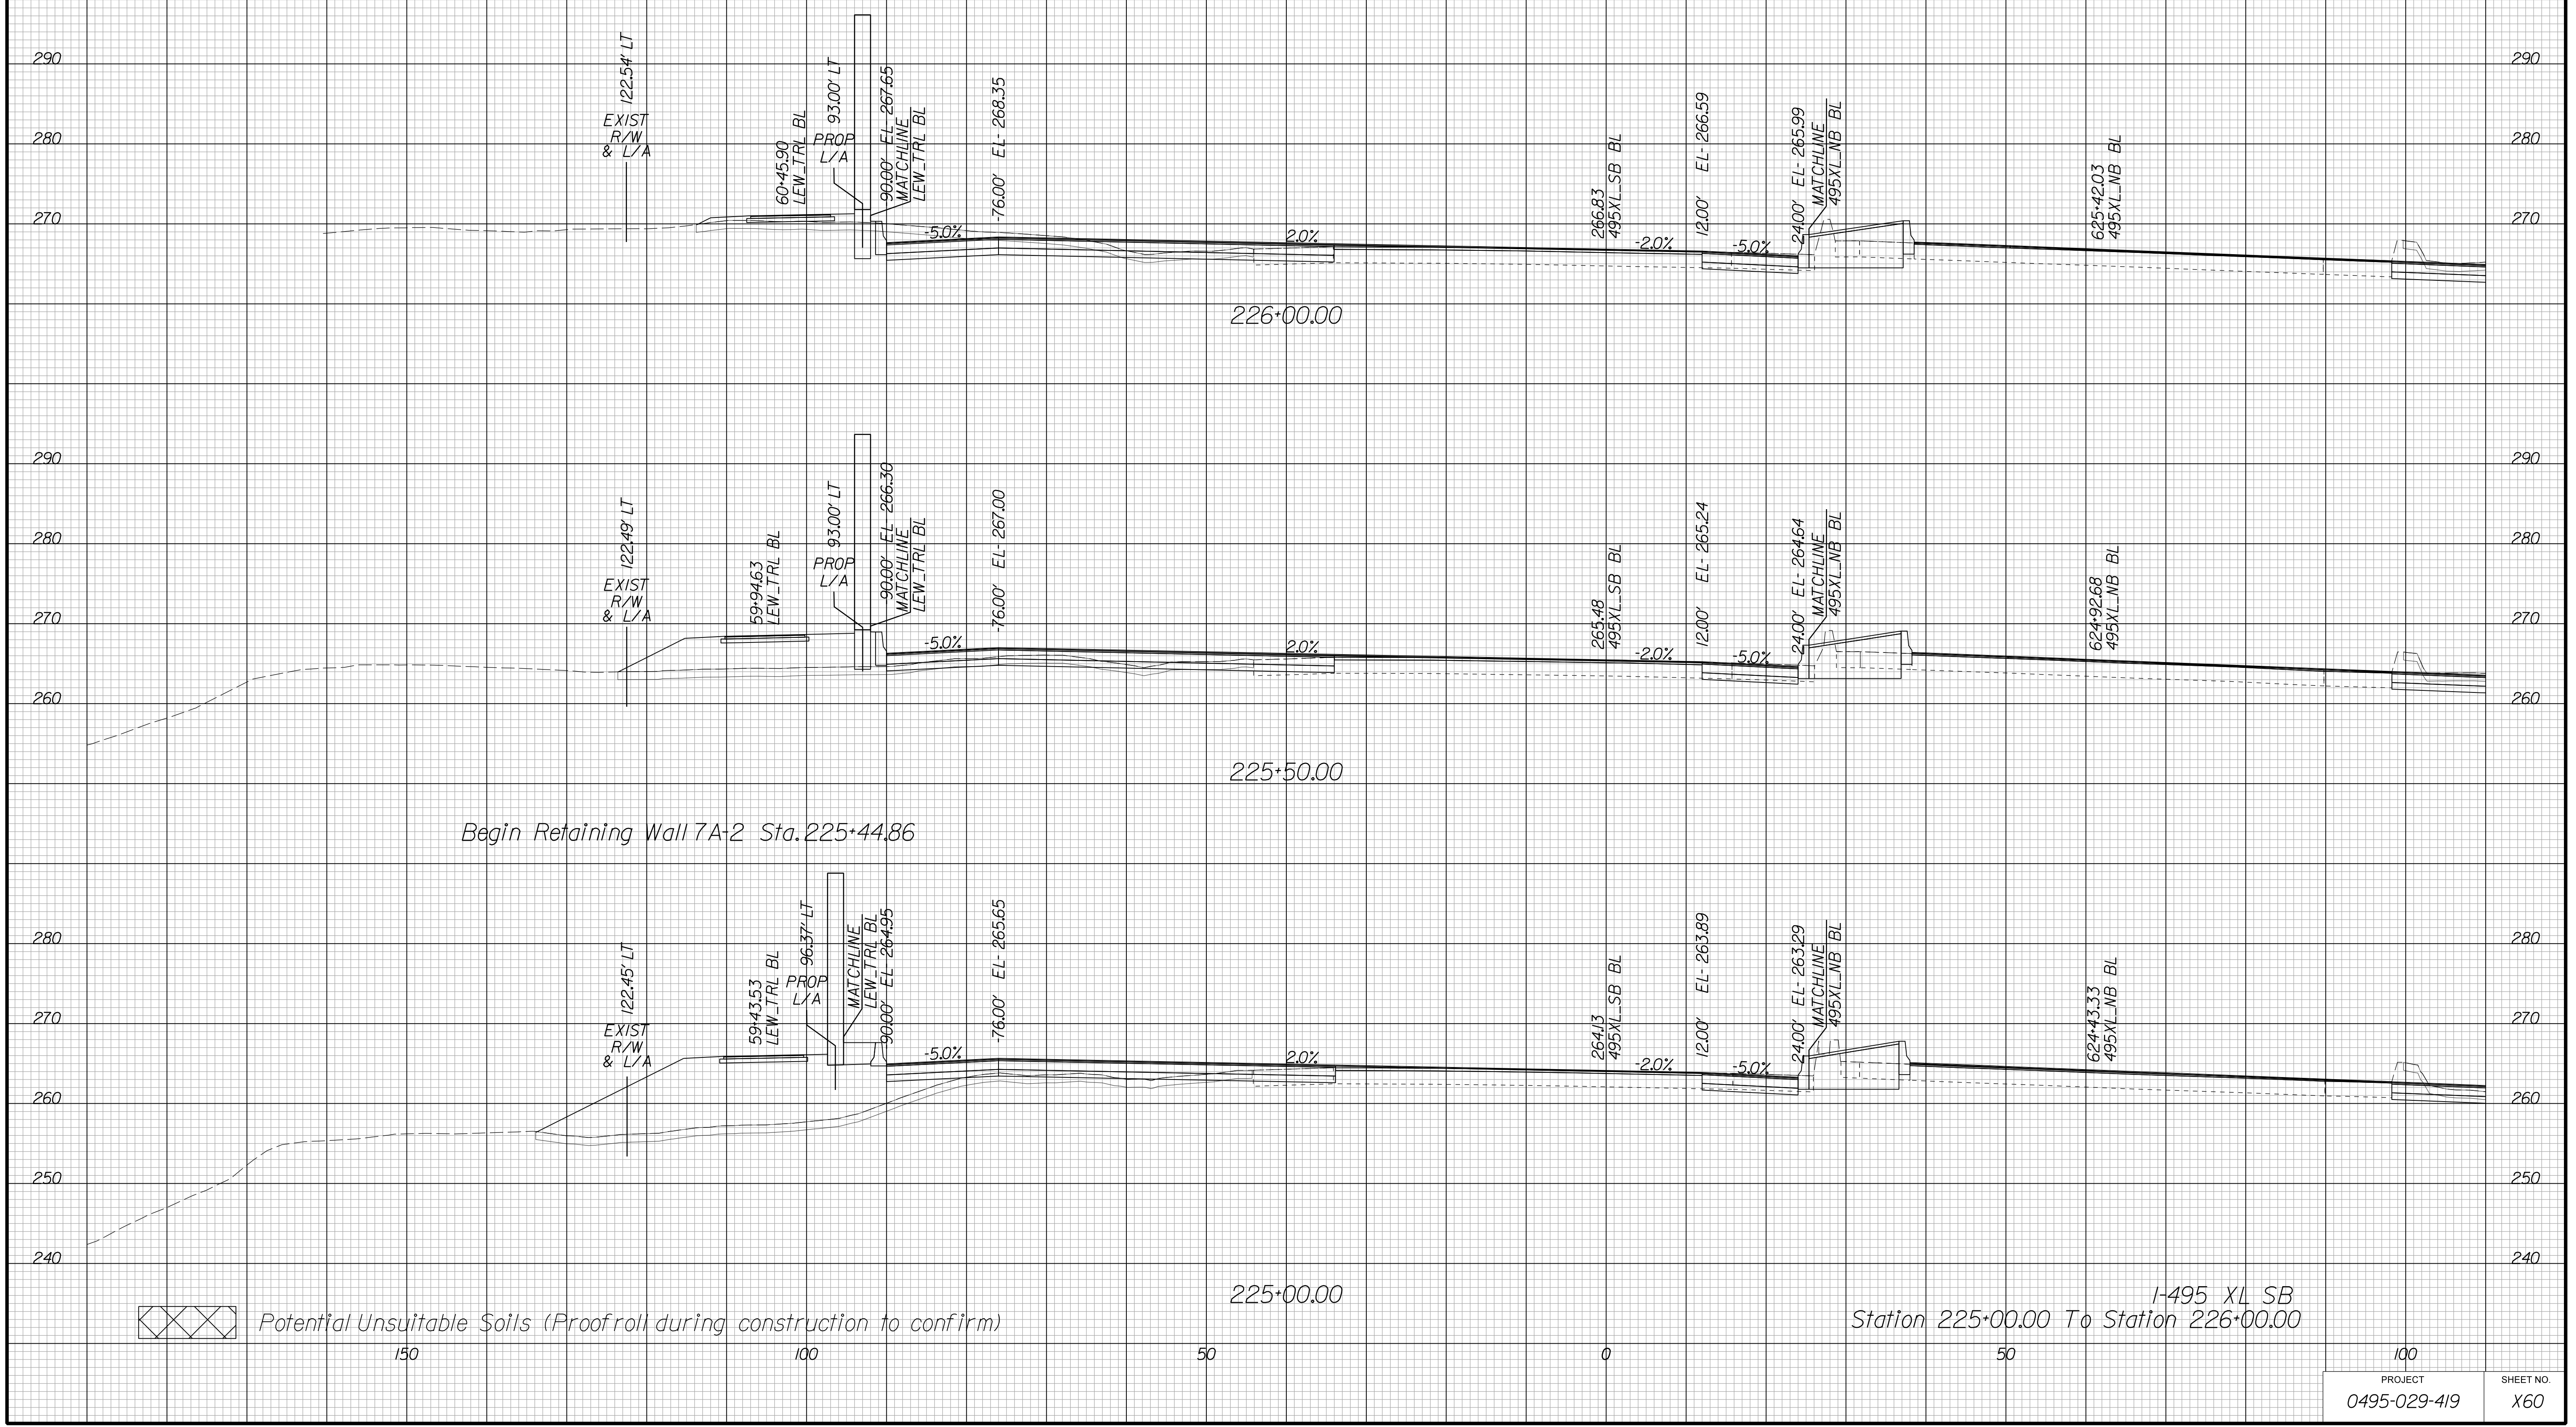 290
290
280
280
270
270
122.54' LT
EXIST
R/W
& L/A
60+45.90
LEW_TRL BL
93.00' LT
PROP
L/A
90.00' EL- 267.65
MATCHLINE
LEW_TRL BL
-76.00' EL- 268.35
-5.0%
2.0%
266.83
495XL_SB BL
-2.0%
12.00' EL- 266.59
-5.0%
24.00' EL- 265.99
MATCHLINE
495XL_NB BL
625+42.03
495XL_NB BL
226+00.00
290
290
280
280
270
270
260
260
122.49' LT
EXIST
R/W
& L/A
59+94.63
LEW_TRL BL
93.00' LT
PROP
L/A
90.00' EL- 266.30
MATCHLINE
LEW_TRL BL
-76.00' EL- 267.00
-5.0%
2.0%
265.48
495XL_SB BL
-2.0%
12.00' EL- 265.24
-5.0%
24.00' EL- 264.64
MATCHLINE
495XL_NB BL
624+92.68
495XL_NB BL
225+50.00
Begin Retaining Wall 7A-2 Sta. 225+44.86
280
280
270
270
260
260
250
250
240
240
122.45' LT
EXIST
R/W
& L/A
59+43.53
LEW_TRL BL
96.37' LT
PROP
L/A
MATCHLINE
LEW_TRL BL
90.00' EL- 264.95
-76.00' EL- 265.65
-5.0%
2.0%
264.13
495XL_SB BL
-2.0%
12.00' EL- 263.89
-5.0%
24.00' EL- 263.29
MATCHLINE
495XL_NB BL
624+43.33
495XL_NB BL
225+00.00
I-495 XL SB
Station 225+00.00 To Station 226+00.00
Potential Unsuitable Soils (Proofroll during construction to confirm)
150
100
50
0
50
100
PROJECT
SHEET NO.
0495-029-419
X60